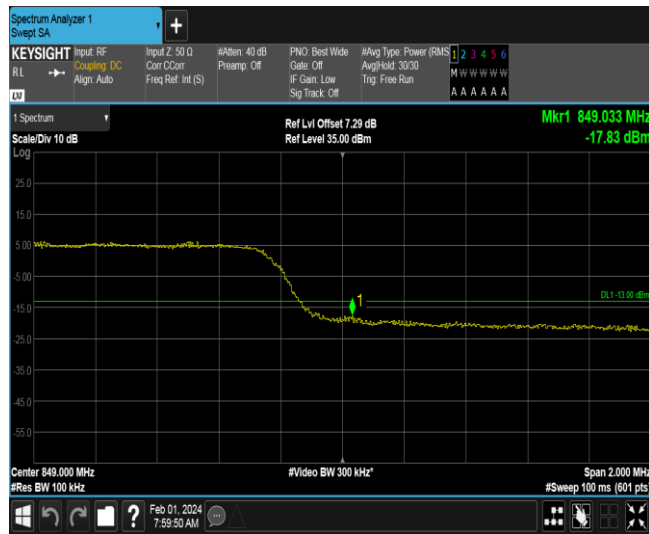 Spectrum Analyzer 1
Swept SA
KEYSIGHT
RL
LXI
Input: RF
Coupling: DC
Align: Auto
Input Z: 50 Ω
Corr CCorr
Freq Ref: Int (S)
#Atten: 40 dB
Preamp: Off
PNO: Best Wide
Gate: Off
IF Gain: Low
Sig Track: Off
#Avg Type: Power (RMS
Avg|Hold: 30/30
Trig: Free Run
1 2 3 4 5 6
M W W W W W
A A A A A A
1 Spectrum
Scale/Div 10 dB
Log
Ref Lvl Offset 7.29 dB
Ref Level 35.00 dBm
Mkr1 849.033 MHz
-17.83 dBm
25.0
15.0
5.00
-5.00
-15.0
-25.0
-35.0
-45.0
-55.0
1
DL1 -13.00 dBm
Center 849.000 MHz
#Res BW 100 kHz
#Video BW 300 kHz*
Span 2.000 MHz
#Sweep 100 ms (601 pts)
?
Feb 01, 2024
7:59:50 AM